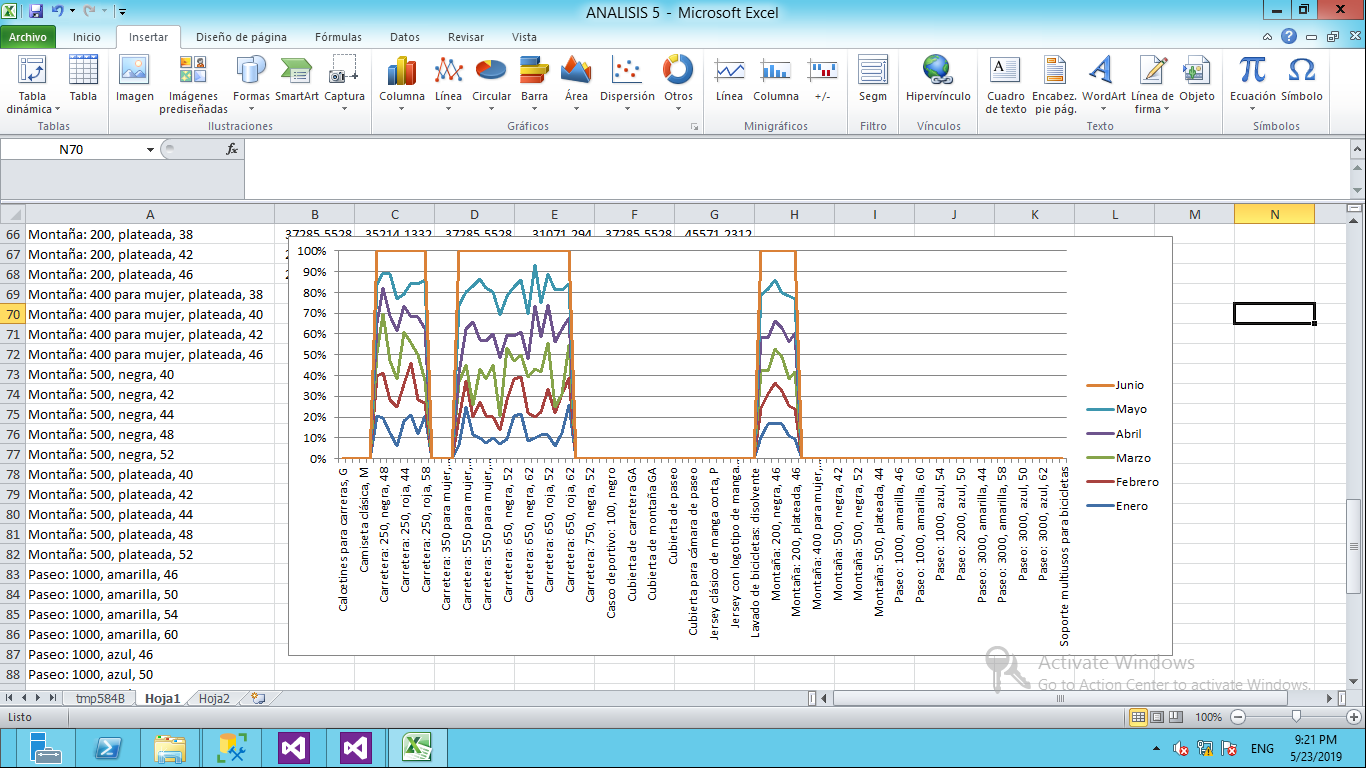 ANALISIS 5 - Microsoft Excel
Archivo Inicio Insertar Diseño de página Fórmulas Datos Revisar Vista
Tabla dinámica Tabla Imagen Imágenes prediseñadas Formas SmartArt Captura Columna Línea Circular Barra Área Dispersión Otros Línea Columna +/- Segm Hipervínculo Cuadro de texto Encabez. pie pág. WordArt Línea de firma Objeto Ecuación Símbolo
Tablas Ilustraciones Gráficos Minigráficos Filtro Vínculos Texto Símbolos
N70 fx
A B C D E F G H I J K L M N
66 Montaña: 200, plateada, 38 37285.5528 35214.1332 37285.5528 31071.294 37285.5528 45571.2312
67 Montaña: 200, plateada, 42
68 Montaña: 200, plateada, 46
69 Montaña: 400 para mujer, plateada, 38
70 Montaña: 400 para mujer, plateada, 40
71 Montaña: 400 para mujer, plateada, 42
72 Montaña: 400 para mujer, plateada, 46
73 Montaña: 500, negra, 40
74 Montaña: 500, negra, 42
75 Montaña: 500, negra, 44
76 Montaña: 500, negra, 48
77 Montaña: 500, negra, 52
78 Montaña: 500, plateada, 40
79 Montaña: 500, plateada, 42
80 Montaña: 500, plateada, 44
81 Montaña: 500, plateada, 48
82 Montaña: 500, plateada, 52
83 Paseo: 1000, amarilla, 46
84 Paseo: 1000, amarilla, 50
85 Paseo: 1000, amarilla, 54
86 Paseo: 1000, amarilla, 60
87 Paseo: 1000, azul, 46
88 Paseo: 1000, azul, 50
100%
90%
80%
70%
60%
50%
40%
30%
20%
10%
0%
Calcetines para carreras, G
Camiseta clásica, M
Carretera: 250, negra, 48
Carretera: 250, roja, 44
Carretera: 250, roja, 58
Carretera: 350 para mujer,…
Carretera: 550 para mujer,…
Carretera: 550 para mujer,…
Carretera: 650, negra, 52
Carretera: 650, negra, 62
Carretera: 650, roja, 52
Carretera: 650, roja, 62
Carretera: 750, negra, 52
Casco deportivo: 100, negro
Cubierta de carretera GA
Cubierta de montaña GA
Cubierta de paseo
Cubierta para cámara de paseo
Jersey clásico de manga corta, P
Jersey con logotipo de manga…
Lavado de bicicletas: disolvente
Montaña: 200, negra, 46
Montaña: 200, plateada, 46
Montaña: 400 para mujer,…
Montaña: 500, negra, 42
Montaña: 500, negra, 52
Montaña: 500, plateada, 44
Paseo: 1000, amarilla, 46
Paseo: 1000, amarilla, 60
Paseo: 1000, azul, 54
Paseo: 2000, azul, 50
Paseo: 3000, amarilla, 44
Paseo: 3000, amarilla, 58
Paseo: 3000, azul, 50
Paseo: 3000, azul, 62
Soporte multiusos para bicicletas
Junio
Mayo
Abril
Marzo
Febrero
Enero
Activate Windows
Go to Action Center to activate Windows.
tmp584B Hoja1 Hoja2
Listo 100%
ENG 9:21 PM
5/23/2019